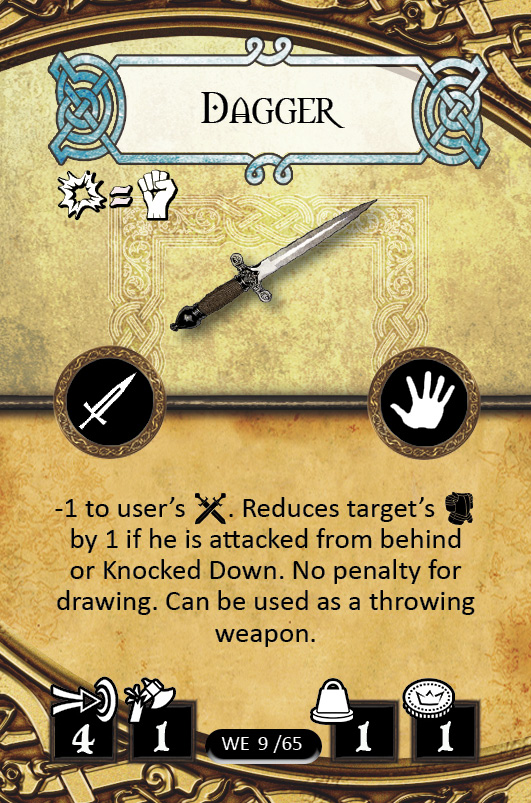 Dagger
=
-1 to user's . Reduces target's
by 1 if he is attacked from behind
or Knocked Down. No penalty for
drawing. Can be used as a throwing
weapon.
4 1 WE 9 /65 1 1